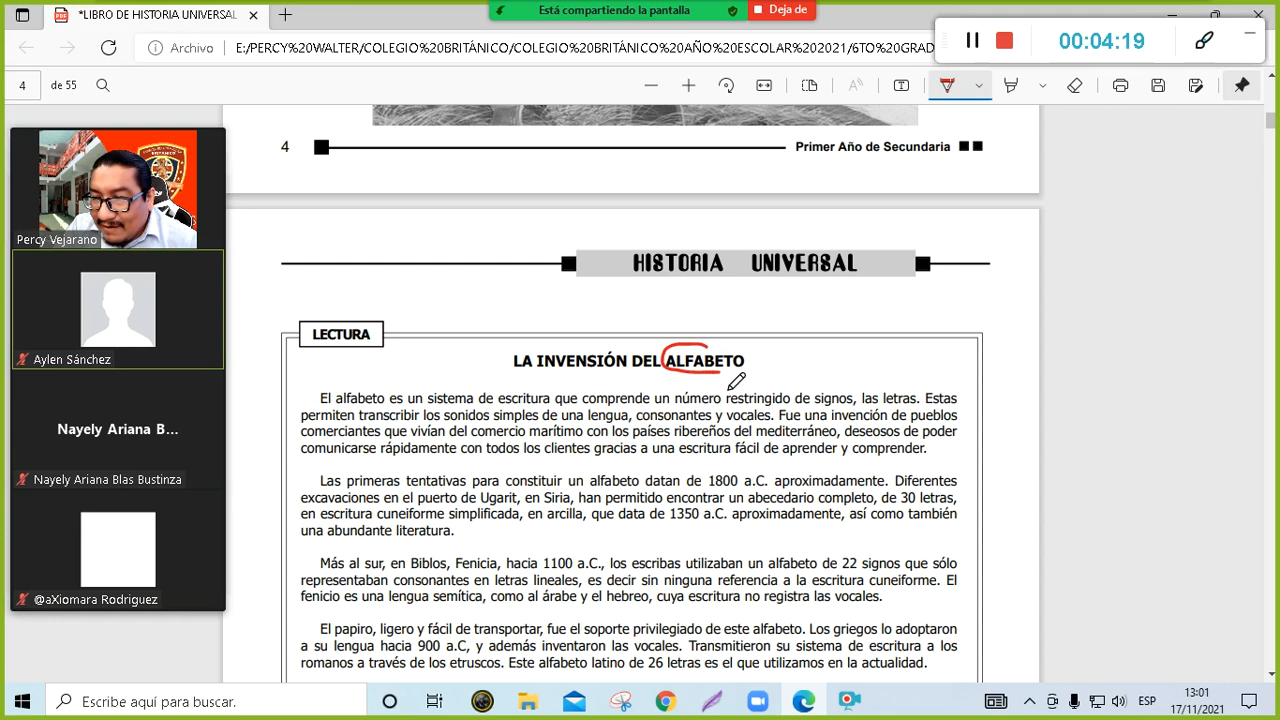 *LIBRO DE HISTORIA UNIVERSAL
Está compartiendo la pantalla
Deja de
Archivo
E:/PERCY%20WALTER/COLEGIO%20BRITÁNICO/COLEGIO%20BRITÁNICO%20AÑO%20ESCOLAR%202021/6TO%20GRAD
00:04:19
4 de 55
4
Primer Año de Secundaria
Percy Vejarano
Aylen Sánchez
Nayely Ariana B...
Nayely Ariana Blas Bustinza
@aXiomara Rodriguez
HISTORIA UNIVERSAL
LECTURA
LA INVENSIÓN DEL ALFABETO
El alfabeto es un sistema de escritura que comprende un número restringido de signos, las letras. Estas
permiten transcribir los sonidos simples de una lengua, consonantes y vocales. Fue una invención de pueblos
comerciantes que vivían del comercio marítimo con los países ribereños del mediterráneo, deseosos de poder
comunicarse rápidamente con todos los clientes gracias a una escritura fácil de aprender y comprender.
Las primeras tentativas para constituir un alfabeto datan de 1800 a.C. aproximadamente. Diferentes
excavaciones en el puerto de Ugarit, en Siria, han permitido encontrar un abecedario completo, de 30 letras,
en escritura cuneiforme simplificada, en arcilla, que data de 1350 a.C. aproximadamente, así como también
una abundante literatura.
Más al sur, en Biblos, Fenicia, hacia 1100 a.C., los escribas utilizaban un alfabeto de 22 signos que sólo
representaban consonantes en letras lineales, es decir sin ninguna referencia a la escritura cuneiforme. El
fenicio es una lengua semítica, como al árabe y el hebreo, cuya escritura no registra las vocales.
El papiro, ligero y fácil de transportar, fue el soporte privilegiado de este alfabeto. Los griegos lo adoptaron
a su lengua hacia 900 a.C, y además inventaron las vocales. Transmitieron su sistema de escritura a los
romanos a través de los etruscos. Este alfabeto latino de 26 letras es el que utilizamos en la actualidad.
Escribe aquí para buscar.
ESP
13:01
17/11/2021